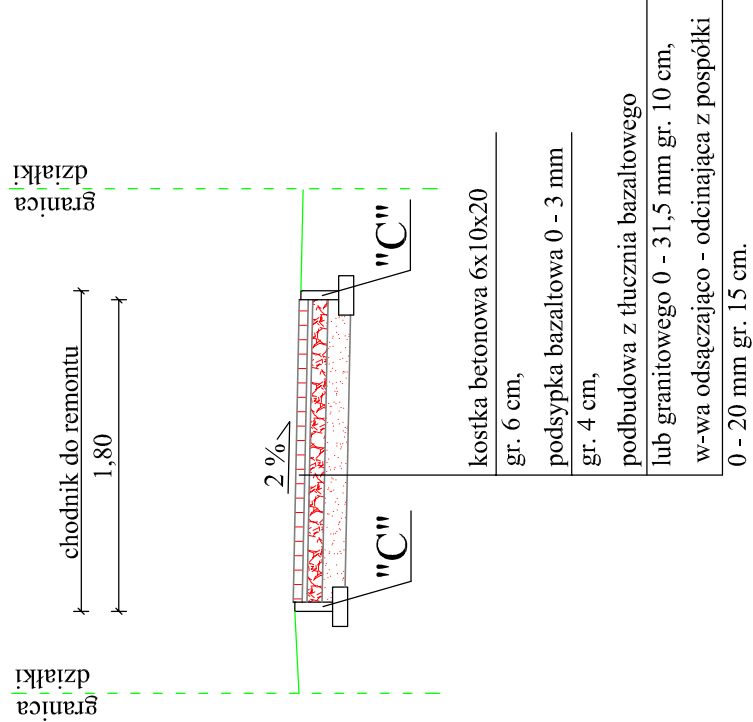 granica
działki
granica
działki
chodnik do remontu
1,80
2 %
"C"
"C"
kostka betonowa 6x10x20
gr. 6 cm,
podsypka bazaltowa 0 - 3 mm
gr. 4 cm,
podbudowa z tłucznia bazaltowego
lub granitowego 0 - 31,5 mm gr. 10 cm,
w-wa odsączająco - odcinająca z pospółki
0 - 20 mm gr. 15 cm.